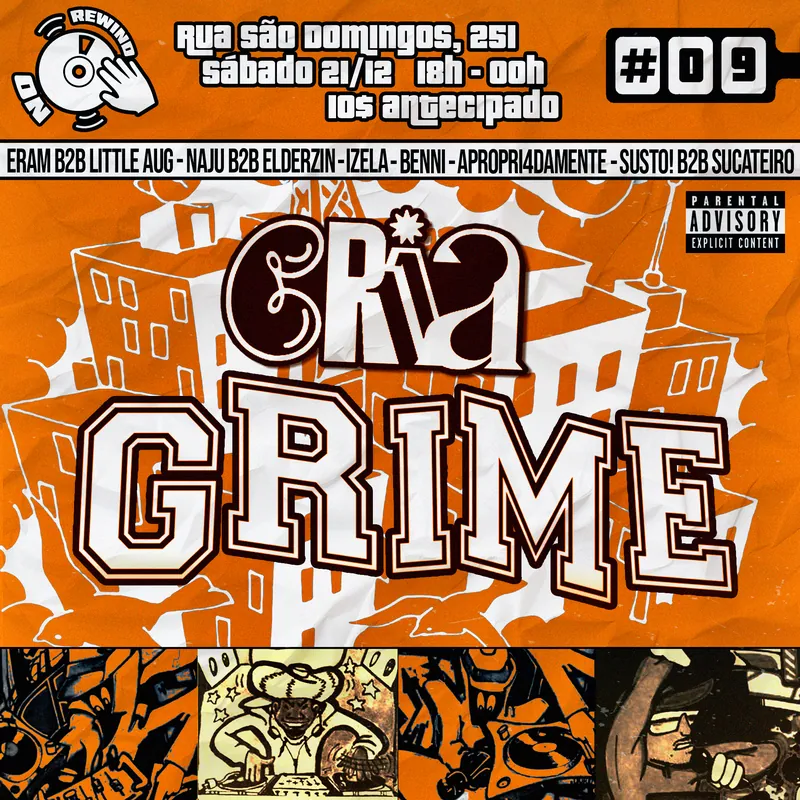 REWIND
NO
RUA SÃO DOMINGOS, 251
SÁBADO 21/12 18h - 00h
10$ ANTECIPADO
#09
ERAM B2B LITTLE AUG - NAJU B2B ELDERZIN - IZELA - BENNI - APROPRI4DAMENTE - SUSTO! B2B SUCATEIRO
PARENTAL
ADVISORY
EXPLICIT CONTENT
CRIA
GRIME